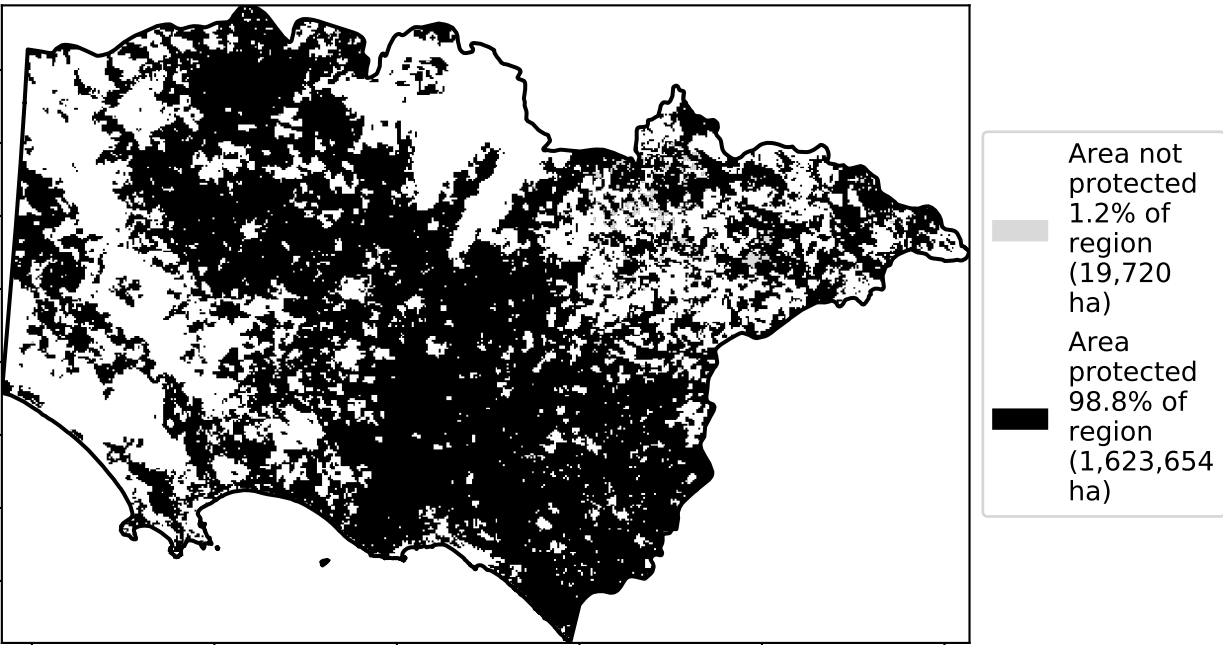 Area not
protected
1.2% of
region
(19,720
ha)
Area
protected
98.8% of
region
(1,623,654
ha)